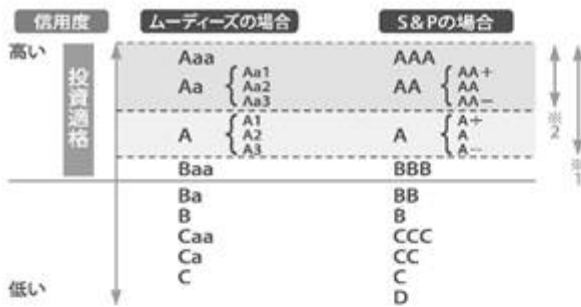 信用度 ムーディーズの場合 S&Pの場合
高い
投資適格
Aaa AAA
Aa Aa1 Aa2 Aa3 AA AA+ AA AA−
A A1 A2 A3 A A+ A A−
Baa BBB
Ba BB
B B
Caa CCC
Ca CC
C C
低い D
※2
※1